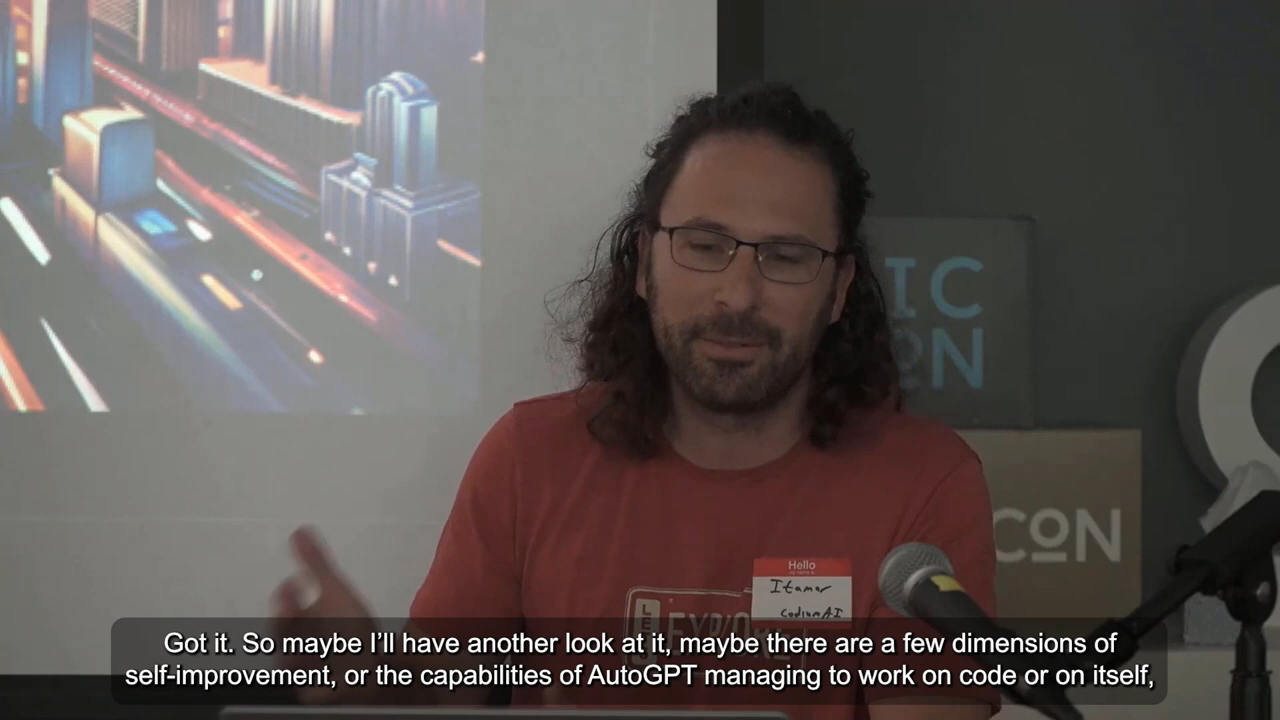 IC
CON
Hello
Itamar
CodiumAI
Got it. So maybe I'll have another look at it, maybe there are a few dimensions of
self-improvement, or the capabilities of AutoGPT managing to work on code or on itself,